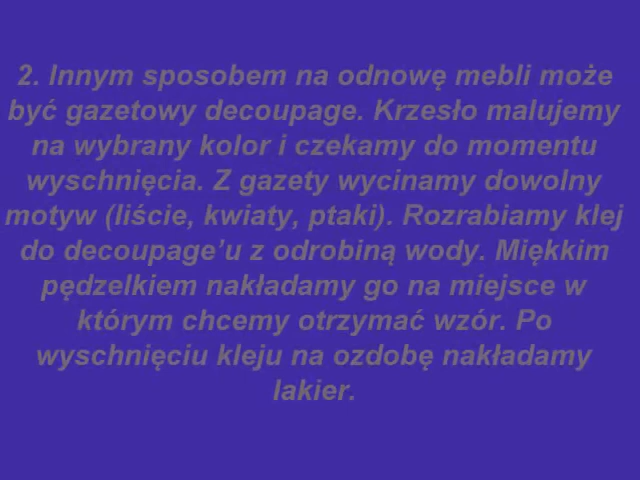 2. Innym sposobem na odnowę mebli może
być gazetowy decoupage. Krzesło malujemy
na wybrany kolor i czekamy do momentu
wyschnięcia. Z gazety wycinamy dowolny
motyw (liście, kwiaty, ptaki). Rozrabiamy klej
do decoupage’u z odrobiną wody. Miękkim
pędzelkiem nakładamy go na miejsce w
którym chcemy otrzymać wzór. Po
wyschnięciu kleju na ozdobę nakładamy
lakier.